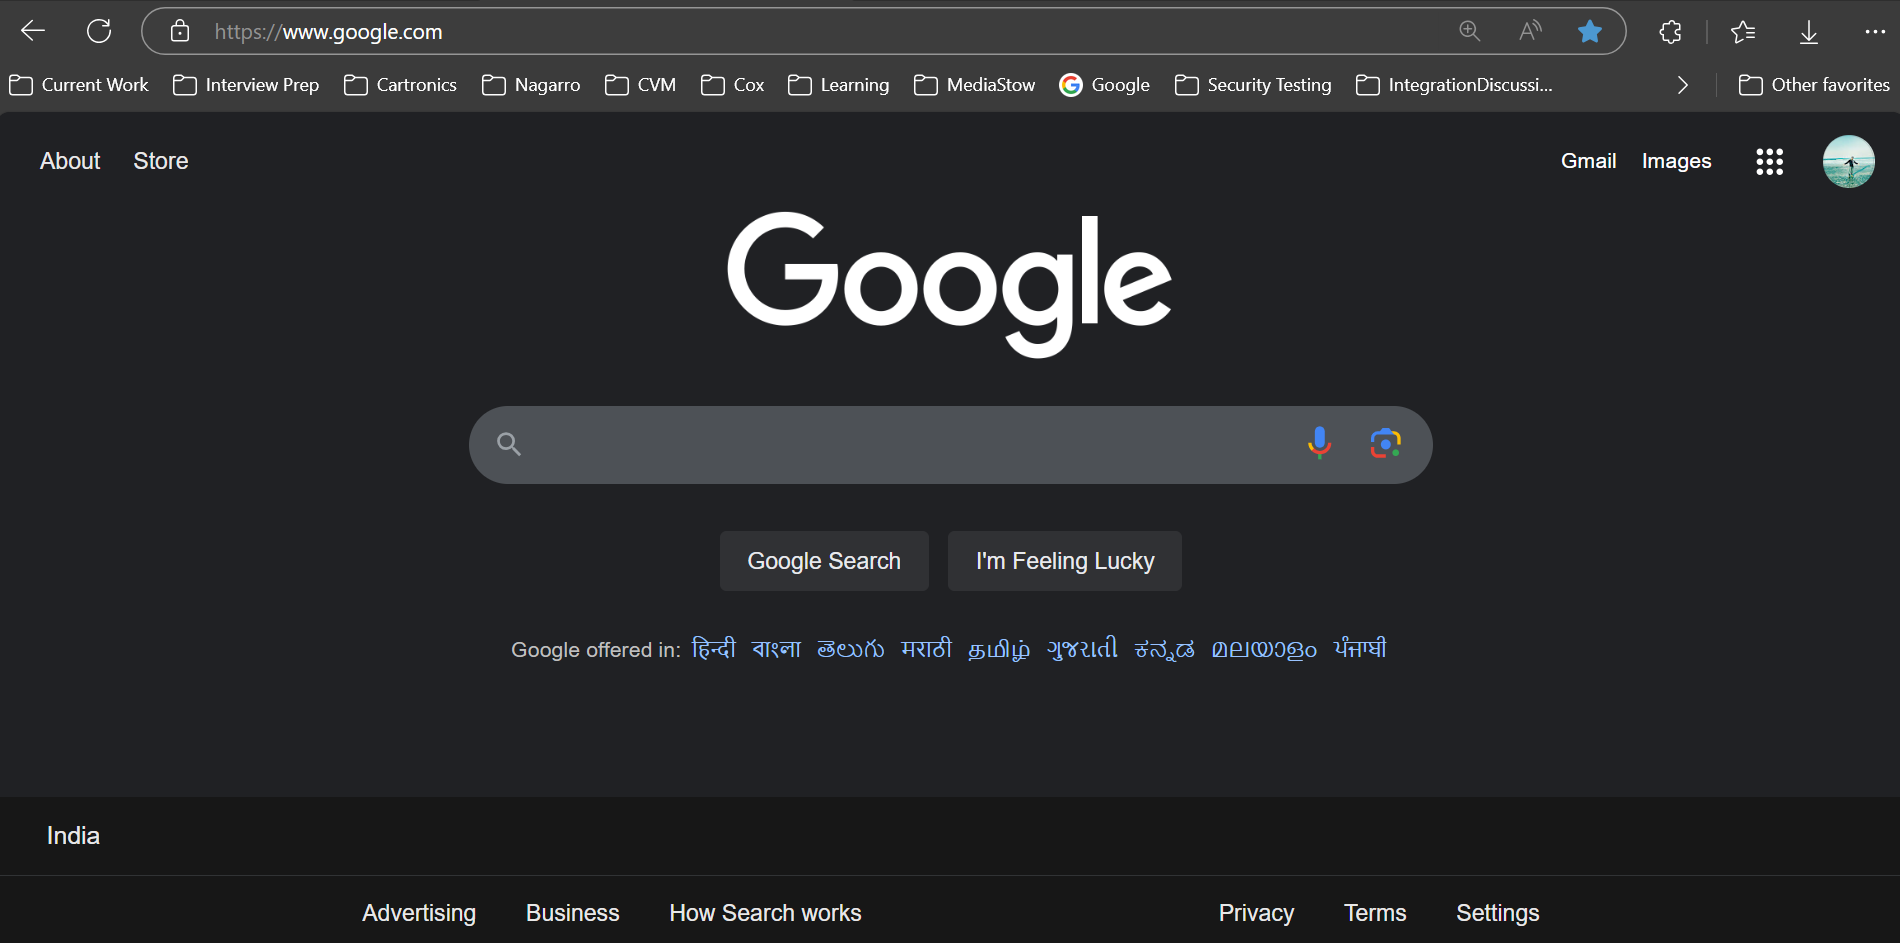 https://www.google.com
Current Work Interview Prep Cartronics Nagarro CVM Cox Learning MediaStow Google Security Testing IntegrationDiscussi... Other favorites
About Store Gmail Images
Google
Google Search I'm Feeling Lucky
Google offered in: हिन्दी বাংলা తెలుగు मराठी தமிழ் ગુજરાતી ಕನ್ನಡ മലയാളം ਪੰਜਾਬੀ
India
Advertising Business How Search works Privacy Terms Settings